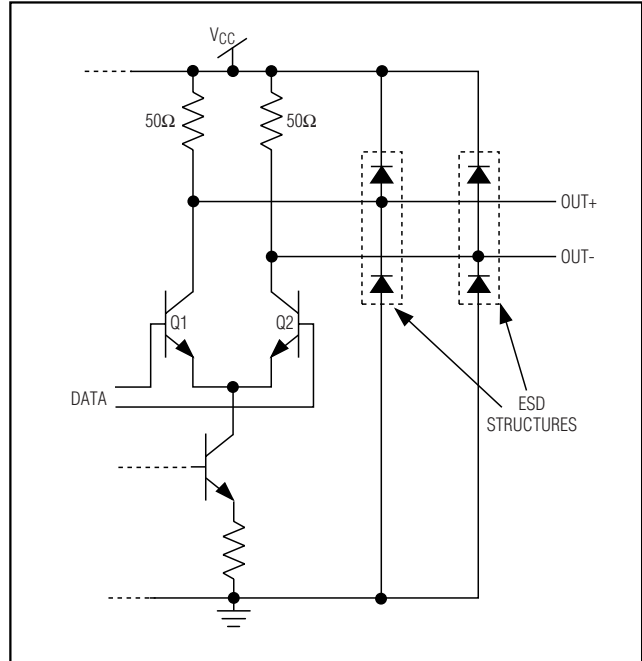 VCC
50Ω
50Ω
OUT+
OUT-
Q1
Q2
DATA
ESD
STRUCTURES